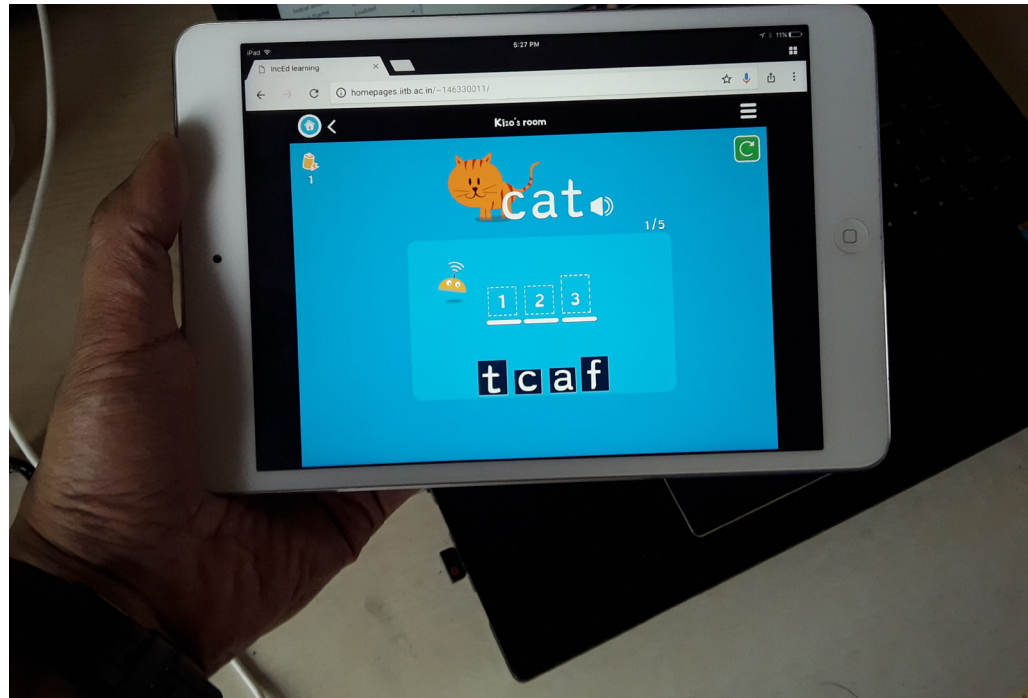 iPad 5:27 PM 11%
IncEd learning
homepages.iitb.ac.in/~146330011/
Kizo's room
1
cat
1/5
1 2 3
t c a f